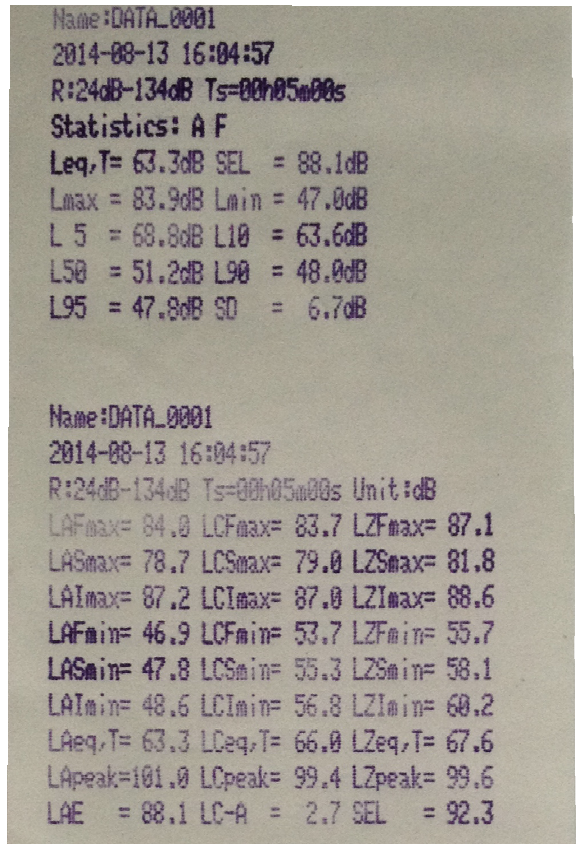 Name:DATA_0001
2014-08-13 16:04:57
R:24dB-134dB Ts=00h05m00s
Statistics: A F
Leq,T= 63.3dB SEL = 88.1dB
Lmax = 83.9dB Lmin = 47.0dB
L 5 = 68.8dB L10 = 63.6dB
L50 = 51.2dB L90 = 48.0dB
L95 = 47.8dB SD = 6.7dB
Name:DATA_0001
2014-08-13 16:04:57
R:24dB-134dB Ts=00h05m00s Unit:dB
LAFmax= 84.0 LCFmax= 83.7 LZFmax= 87.1
LASmax= 78.7 LCSmax= 79.0 LZSmax= 81.8
LAImax= 87.2 LCImax= 87.0 LZImax= 88.6
LAFmin= 46.9 LCFmin= 53.7 LZFmin= 55.7
LASmin= 47.8 LCSmin= 55.3 LZSmin= 58.1
LAImin= 48.6 LCImin= 56.8 LZImin= 60.2
LAeq,T= 63.3 LCeq,T= 66.0 LZeq,T= 67.6
LApeak=101.0 LCpeak= 99.4 LZpeak= 99.6
LAE = 88.1 LC-A = 2.7 SEL = 92.3